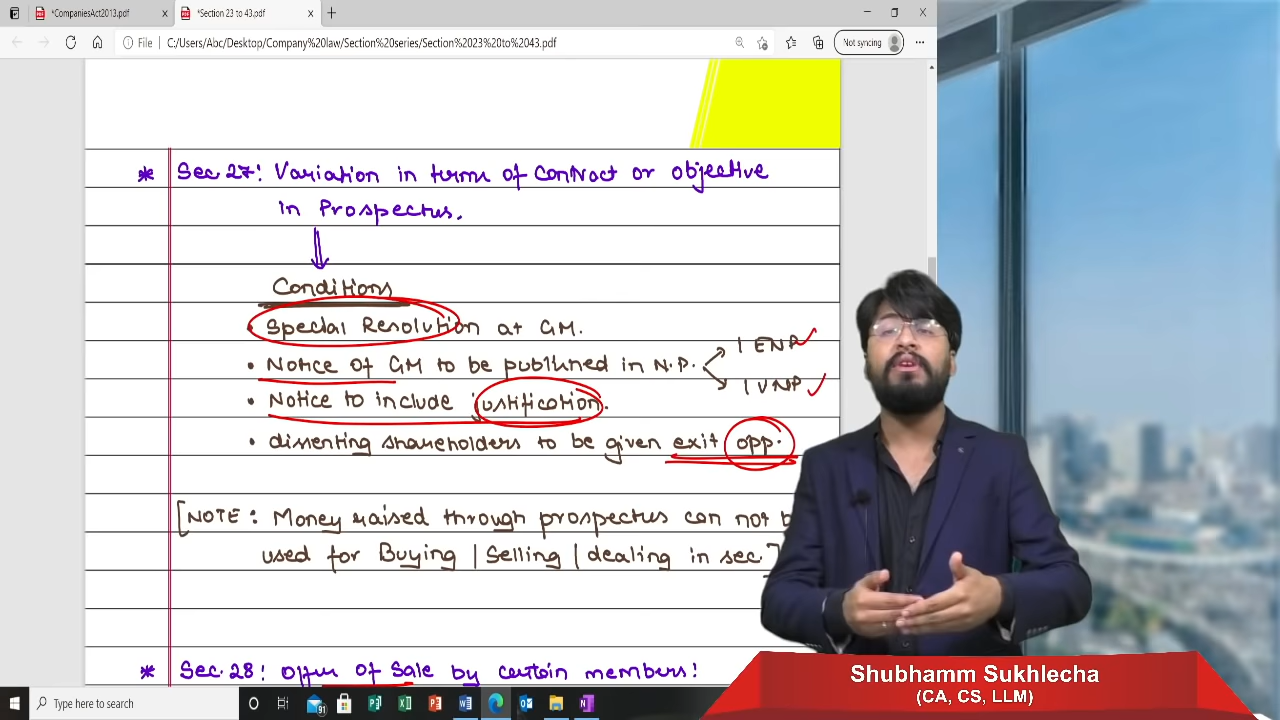 *CompaniesAct2013.pdf
*Section 23 to 43.pdf
File
C:/Users/Abc/Desktop/Company%20law/Section%20series/Section%2023%20to%2043.pdf
Not syncing
* Sec. 27: Variation in terms of contract or objective
in Prospectus.
Conditions
• Special Resolution at GM.
• Notice of GM to be published in N.P.
1 ENP
1 VNP
• Notice to include justification.
• dissenting shareholders to be given exit opp.
[NOTE: Money raised through prospectus can not b
used for Buying | Selling | dealing in sec.]
* Sec. 28: Offer of Sale by certain members:
Shubhamm Sukhlecha
(CA, CS, LLM)
Type here to search
91